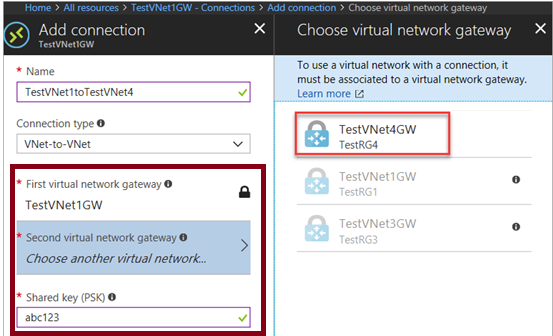 Home > All resources > TestVNet1GW - Connections > Add connection > Choose virtual network gateway
Add connection
TestVNet1GW
* Name
TestVNet1toTestVNet4
Connection type
VNet-to-VNet
* First virtual network gateway
TestVNet1GW
* Second virtual network gateway
Choose another virtual network...
* Shared key (PSK)
abc123
Choose virtual network gateway
To use a virtual network with a connection, it
must be associated to a virtual network gateway.
Learn more
TestVNet4GW
TestRG4
TestVNet1GW
TestRG1
TestVNet3GW
TestRG3